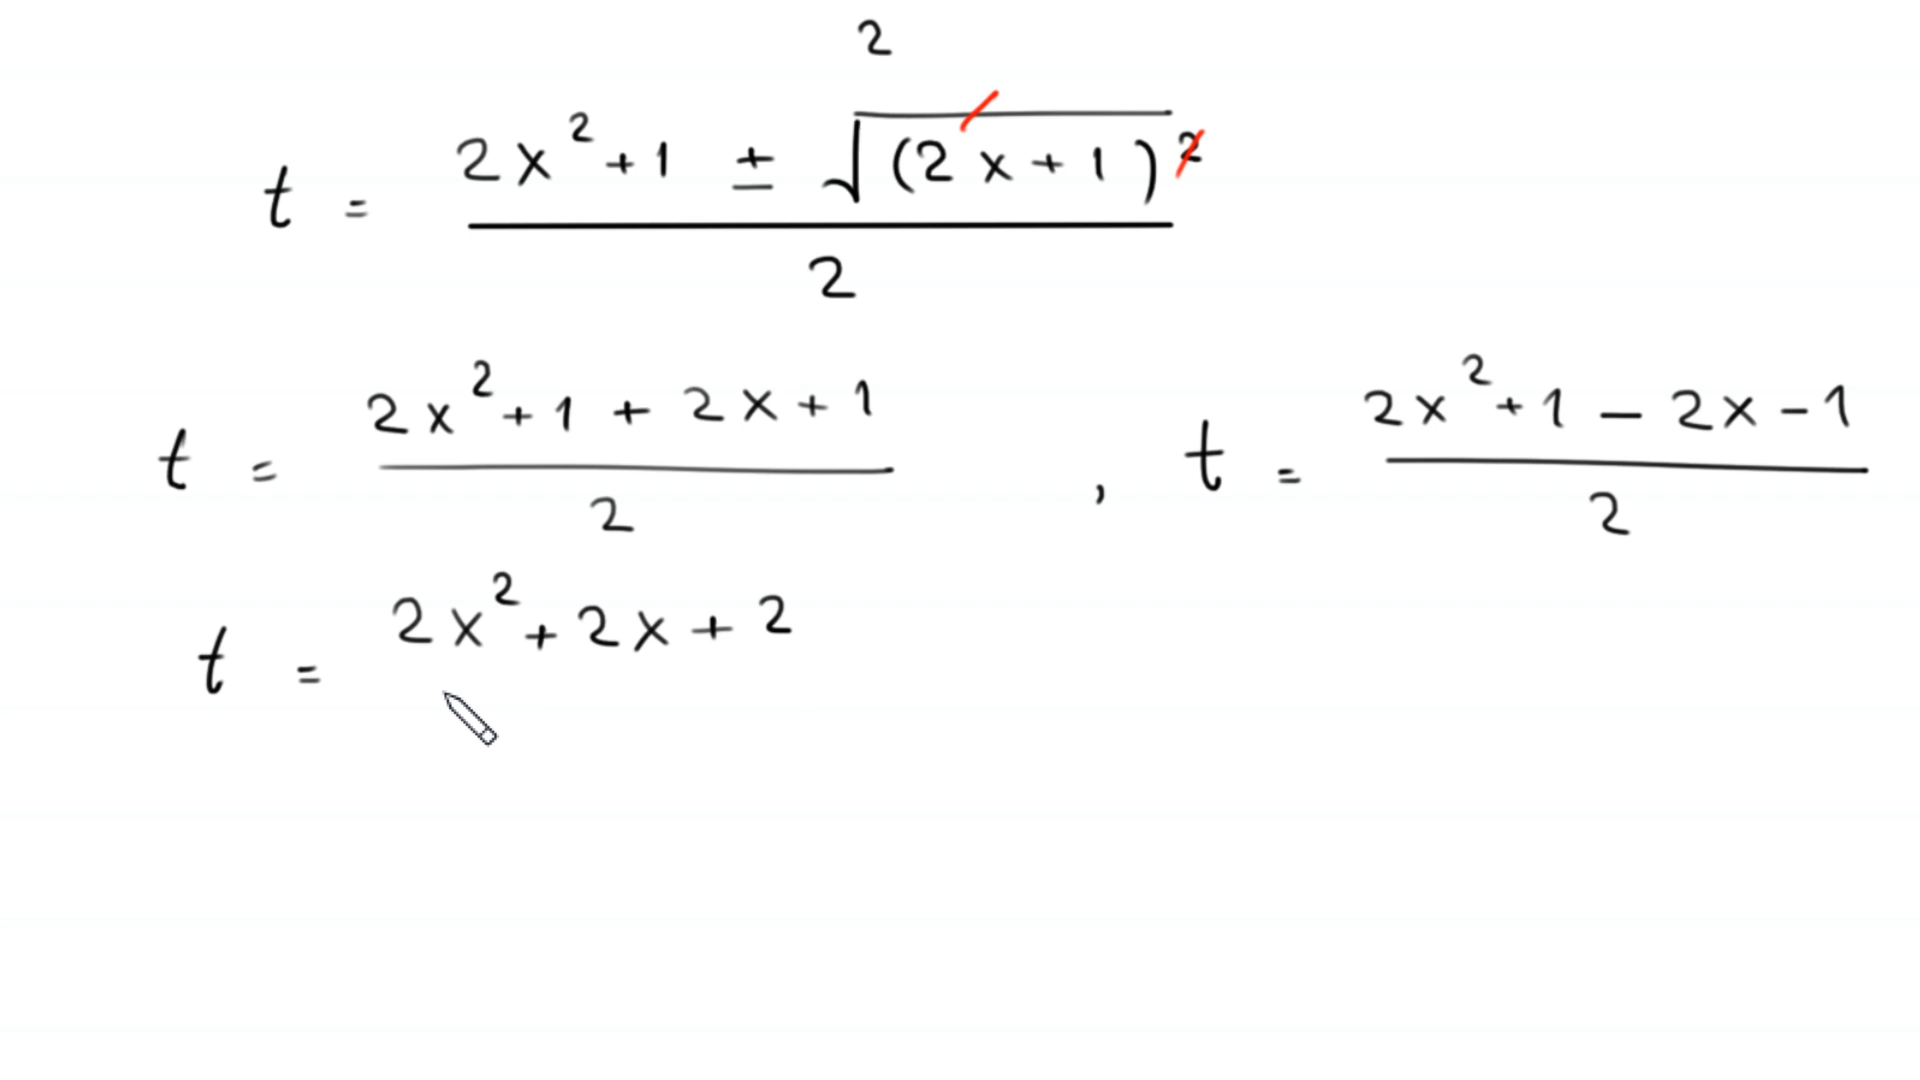 2
t = (2x² + 1 ± √(2x + 1)²) / 2
t = (2x² + 1 + 2x + 1) / 2 , t = (2x² + 1 − 2x − 1) / 2
t = 2x² + 2x + 2